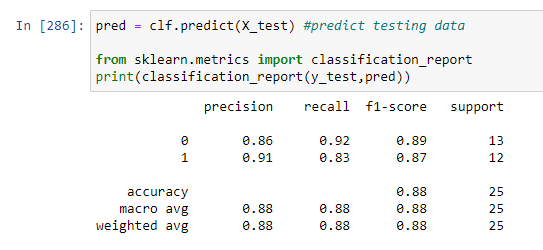 In [286]: pred = clf.predict(X_test) #predict testing data
from sklearn.metrics import classification_report
print(classification_report(y_test,pred))
precision recall f1-score support
0 0.86 0.92 0.89 13
1 0.91 0.83 0.87 12
accuracy 0.88 25
macro avg 0.88 0.88 0.88 25
weighted avg 0.88 0.88 0.88 25